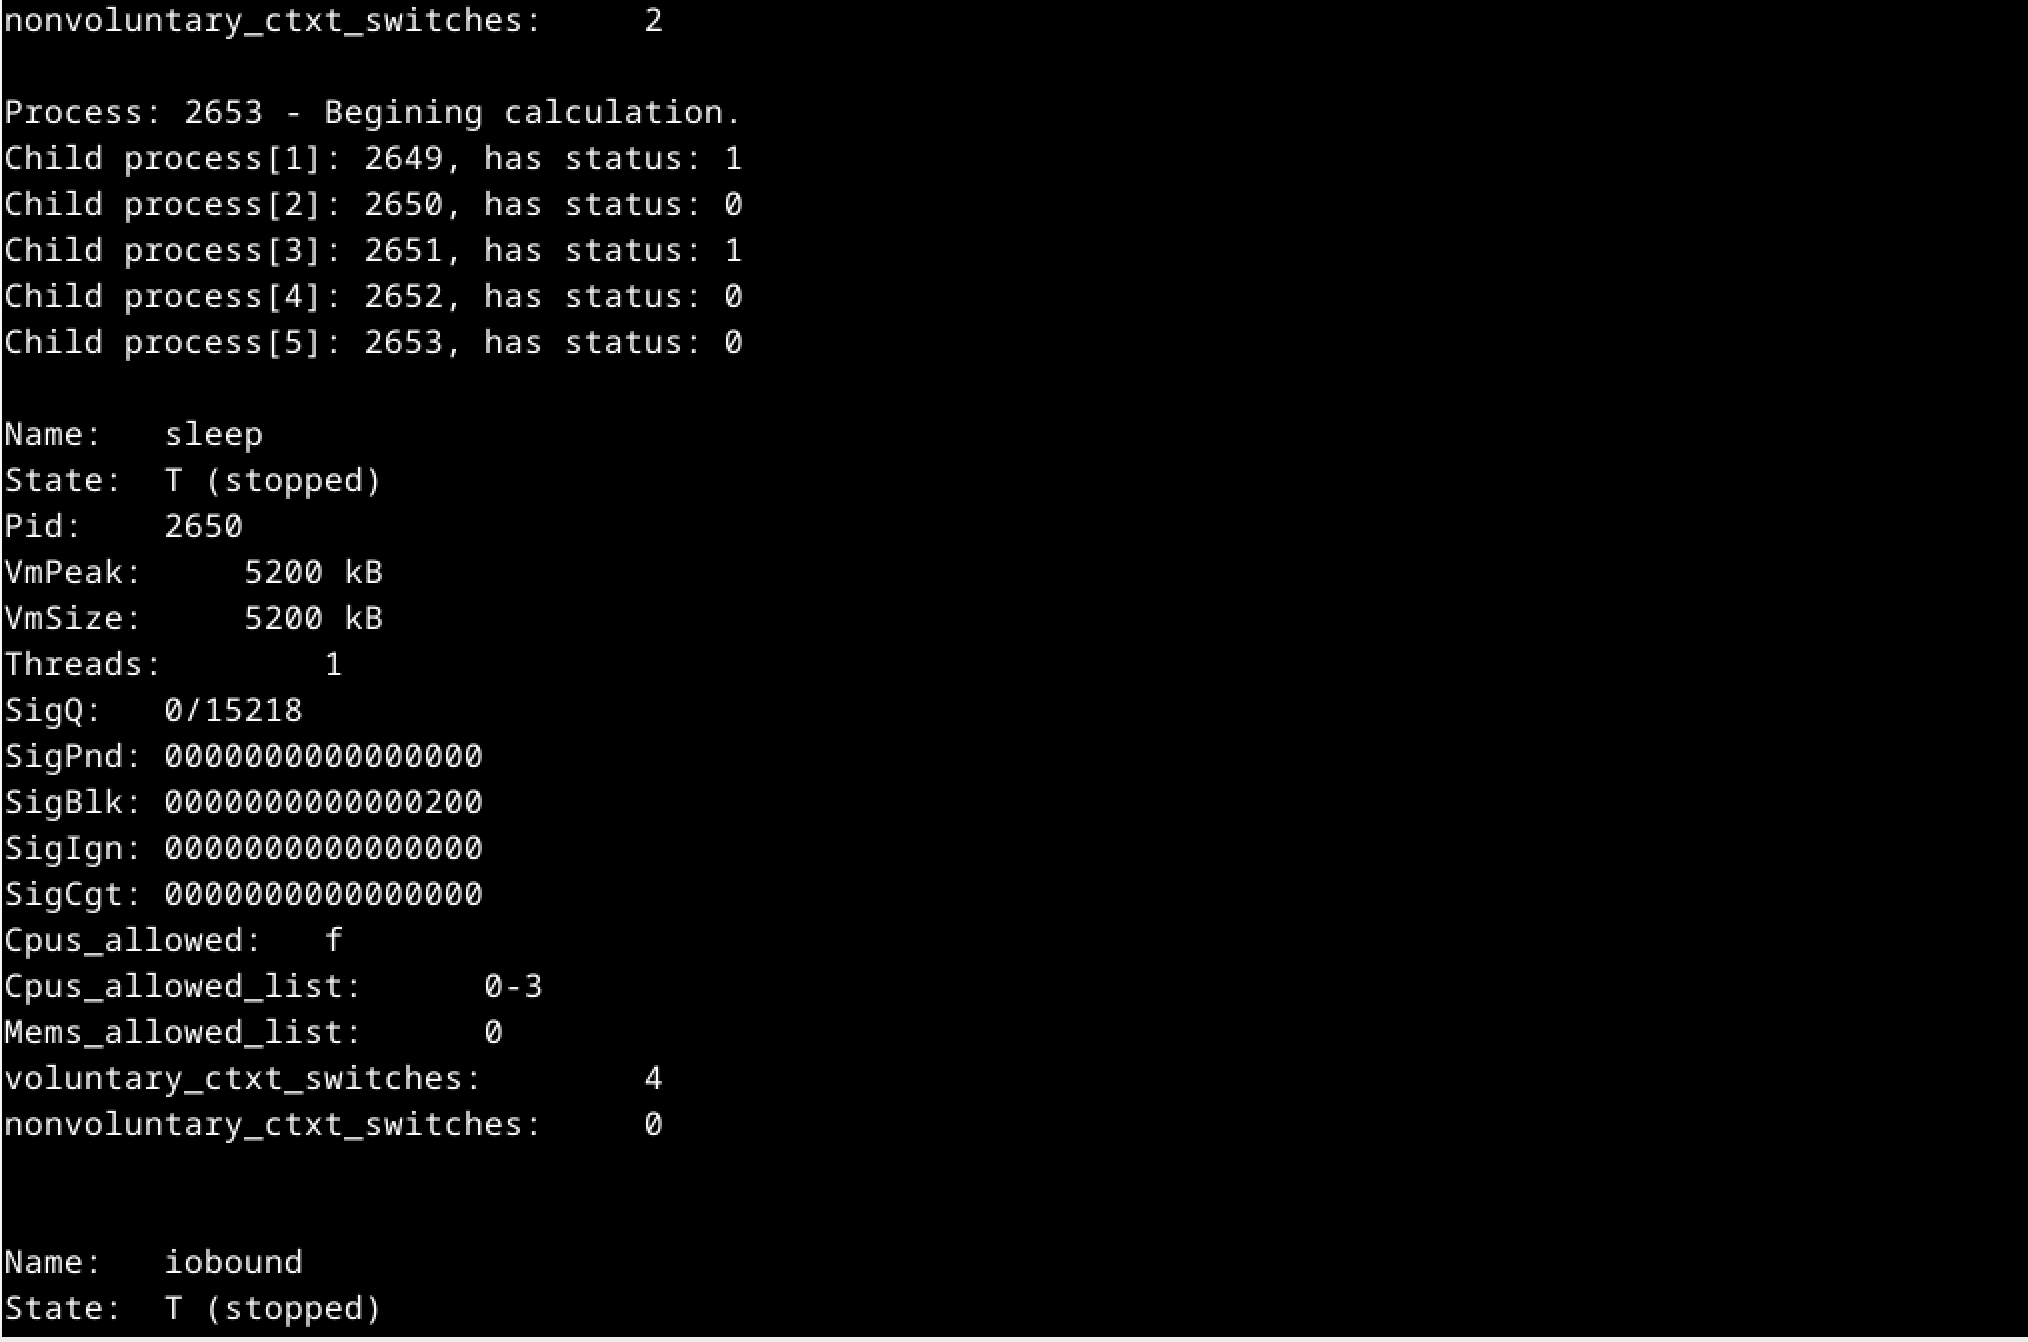 nonvoluntary_ctxt_switches:     2
Process: 2653 - Begining calculation.
Child process[1]: 2649, has status: 1
Child process[2]: 2650, has status: 0
Child process[3]: 2651, has status: 1
Child process[4]: 2652, has status: 0
Child process[5]: 2653, has status: 0
Name:   sleep
State:  T (stopped)
Pid:    2650
VmPeak:     5200 kB
VmSize:     5200 kB
Threads:        1
SigQ:   0/15218
SigPnd: 0000000000000000
SigBlk: 0000000000000200
SigIgn: 0000000000000000
SigCgt: 0000000000000000
Cpus_allowed:   f
Cpus_allowed_list:      0-3
Mems_allowed_list:      0
voluntary_ctxt_switches:        4
nonvoluntary_ctxt_switches:     0
Name:   iobound
State:  T (stopped)